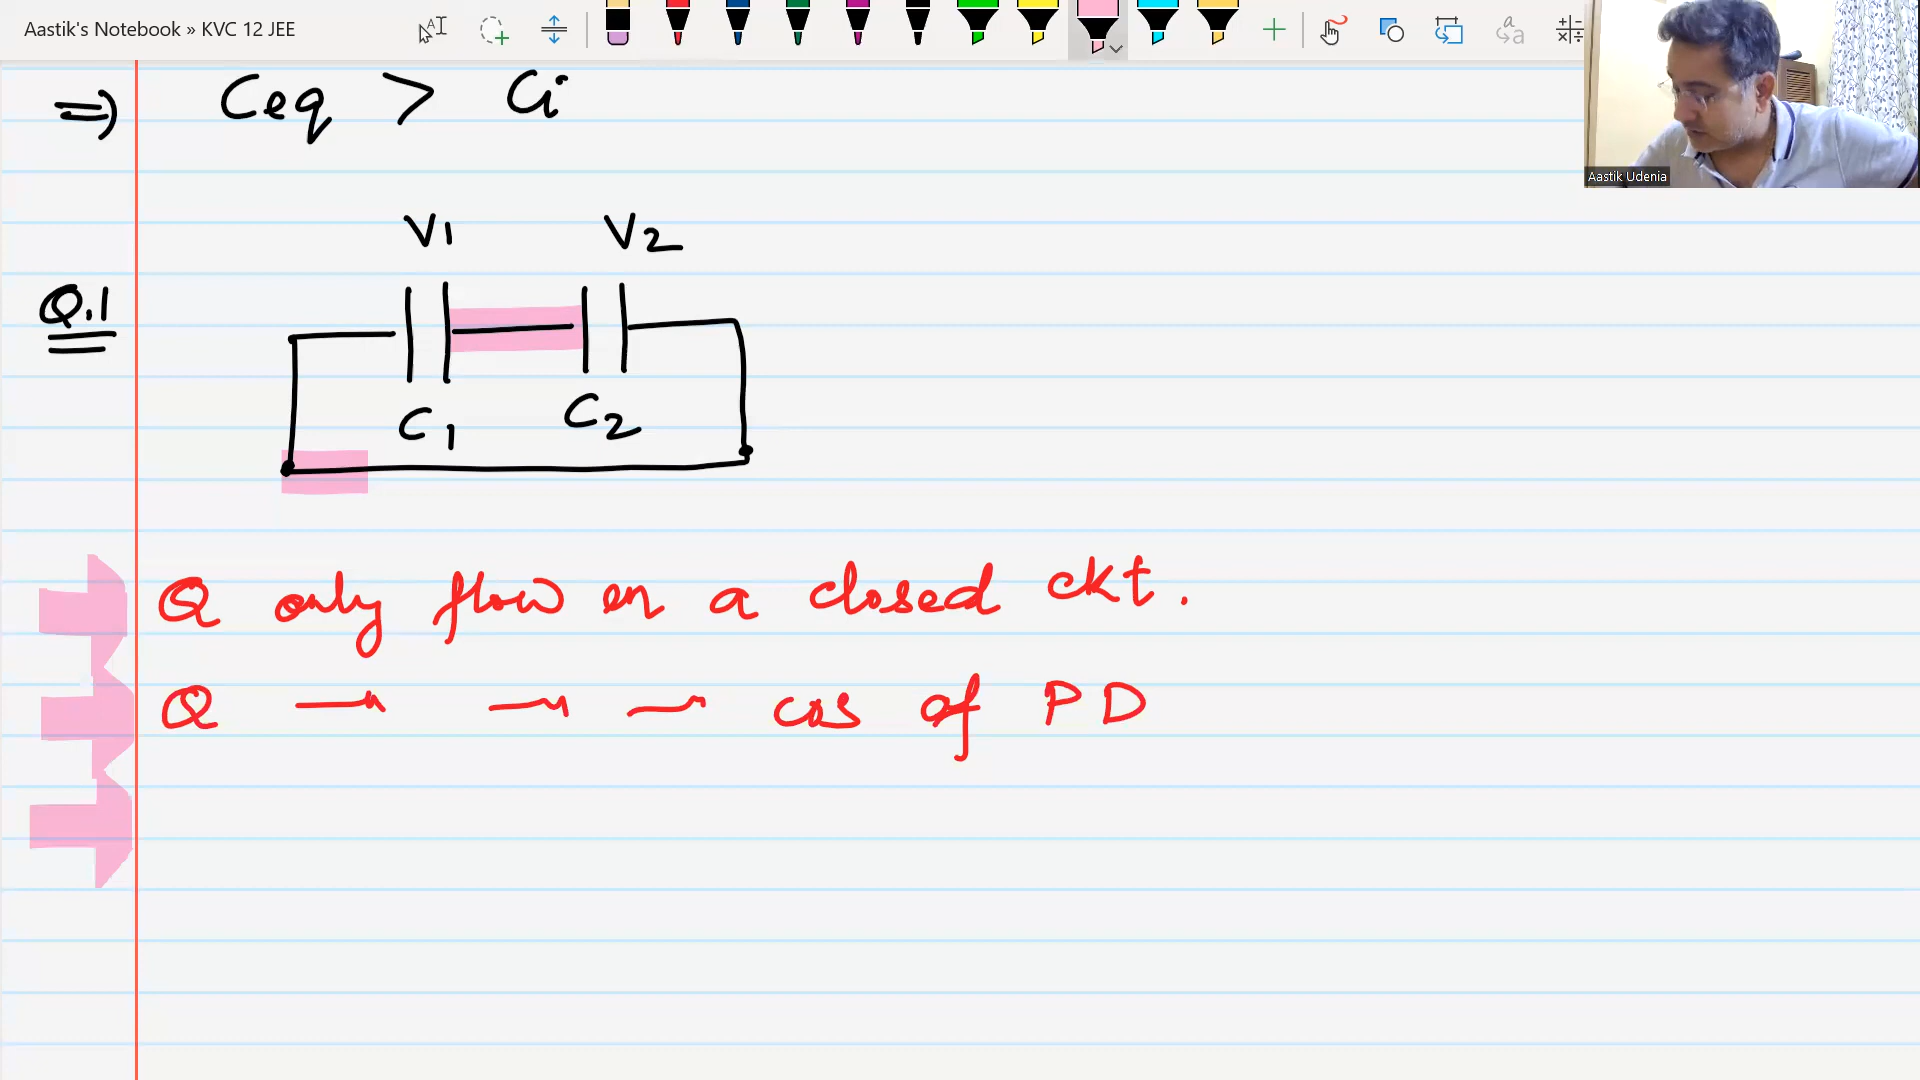 Aastik's Notebook » KVC 12 JEE
Aastik Udenia
⇒ Ceq > Ci
V1 V2
Q.1
C1 C2
Q only flow in a closed ckt.
Q cos of PD